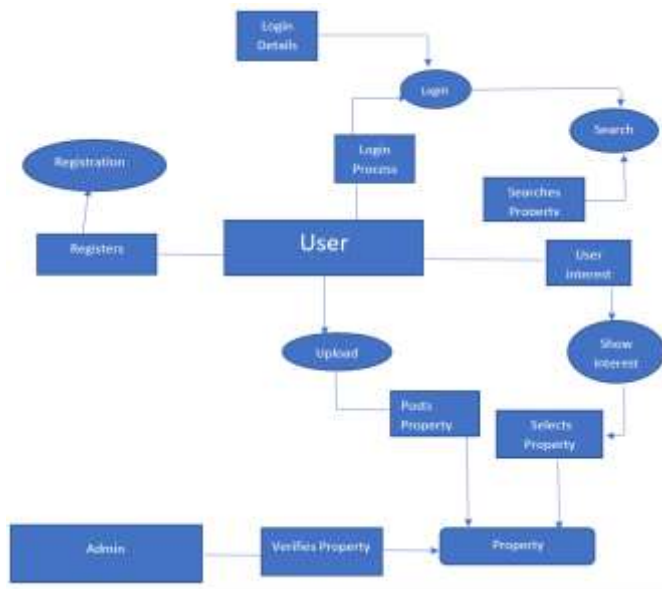 Login
Details
Login
Search
Registration
Login
Process
Searches
Property
User
Registers
User
interest
Upload
Show
Interest
Posts
Property
Selects
Property
Admin
Verifies Property
Property